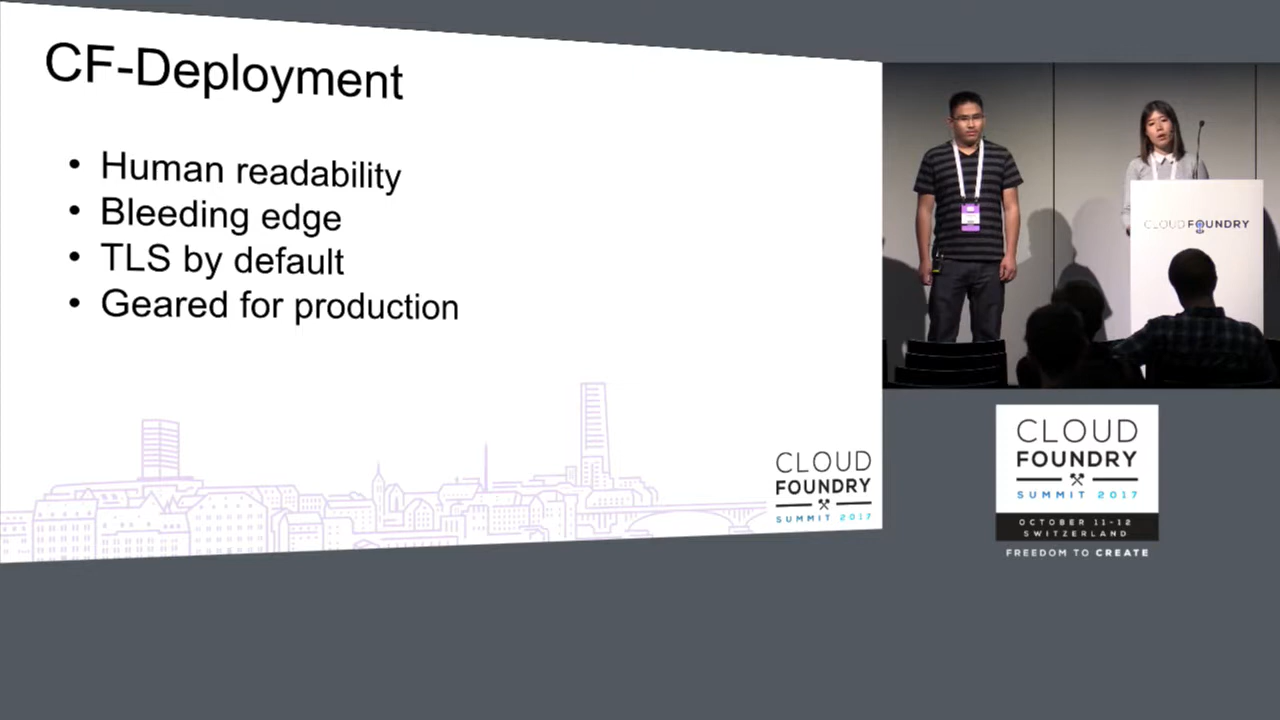 CF-Deployment
• Human readability
• Bleeding edge
• TLS by default
• Geared for production
CLOUD
FOUNDRY
SUMMIT 2017
CLOUD FOUNDRY
CLOUD
FOUNDRY
SUMMIT 2017
OCTOBER 11-12
SWITZERLAND
FREEDOM TO CREATE